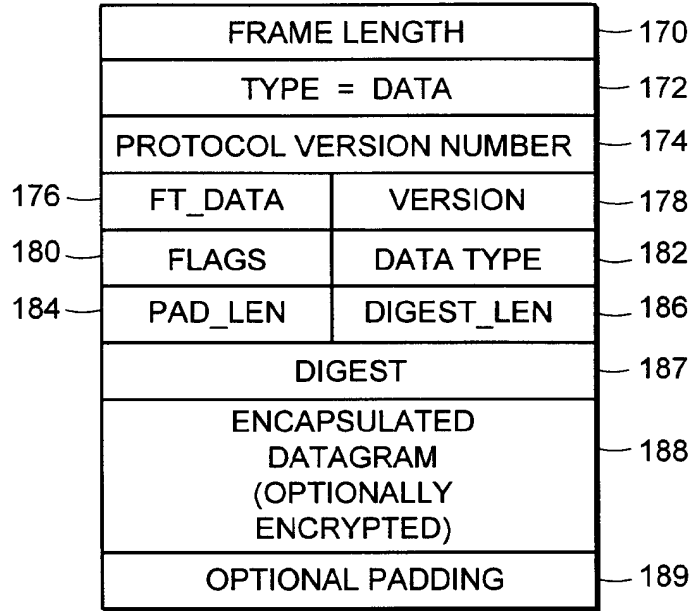 FRAME LENGTH 170
TYPE = DATA 172
PROTOCOL VERSION NUMBER 174
176 FT_DATA VERSION 178
180 FLAGS DATA TYPE 182
184 PAD_LEN DIGEST_LEN 186
DIGEST 187
ENCAPSULATED
DATAGRAM 188
(OPTIONALLY
ENCRYPTED)
OPTIONAL PADDING 189